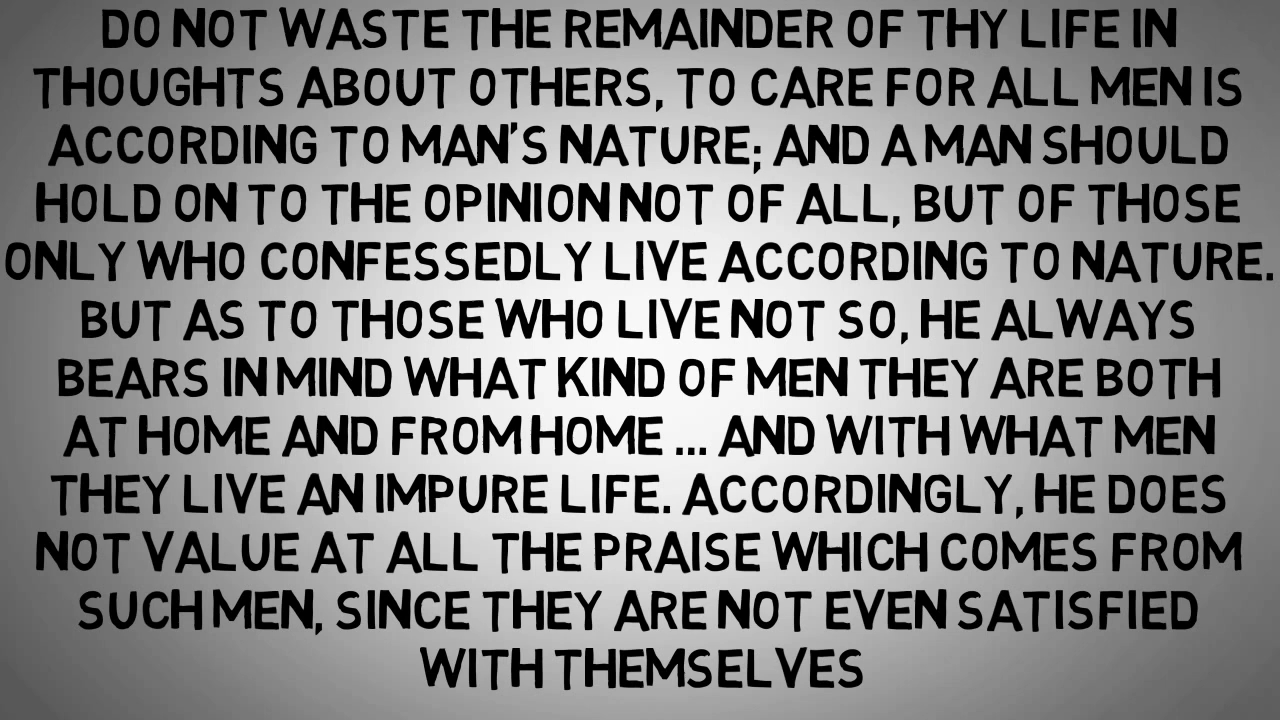 DO NOT WASTE THE REMAINDER OF THY LIFE IN
THOUGHTS ABOUT OTHERS, TO CARE FOR ALL MEN IS
ACCORDING TO MAN'S NATURE; AND A MAN SHOULD
HOLD ON TO THE OPINION NOT OF ALL, BUT OF THOSE
ONLY WHO CONFESSEDLY LIVE ACCORDING TO NATURE.
BUT AS TO THOSE WHO LIVE NOT SO, HE ALWAYS
BEARS IN MIND WHAT KIND OF MEN THEY ARE BOTH
AT HOME AND FROM HOME ... AND WITH WHAT MEN
THEY LIVE AN IMPURE LIFE. ACCORDINGLY, HE DOES
NOT VALUE AT ALL THE PRAISE WHICH COMES FROM
SUCH MEN, SINCE THEY ARE NOT EVEN SATISFIED
WITH THEMSELVES